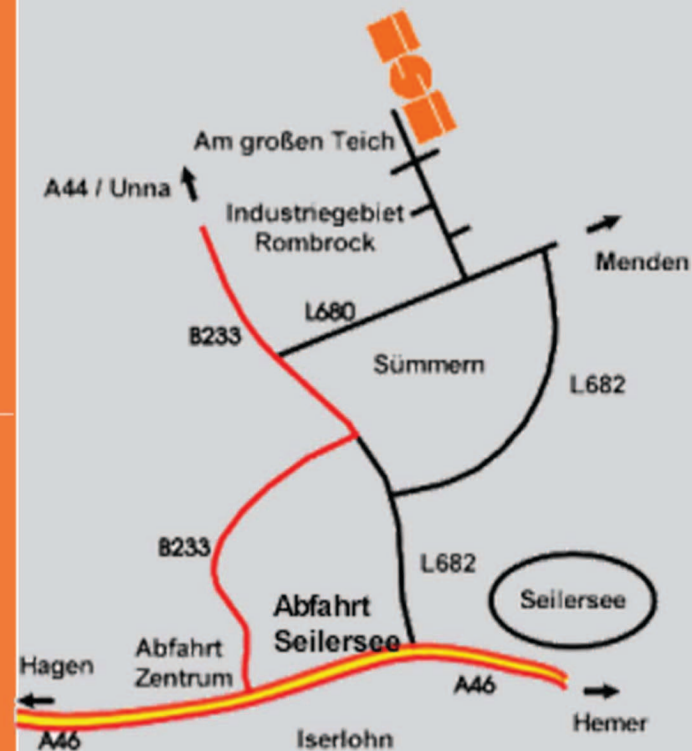 Am großen Teich
A44 / Unna
Industriegebiet
Rombrock
Menden
L680
B233
Sümmern
L682
B233
L682
Abfahrt
Seilersee
Seilersee
Abfahrt
Zentrum
Hagen
A46
A46
Hemer
Iserlohn